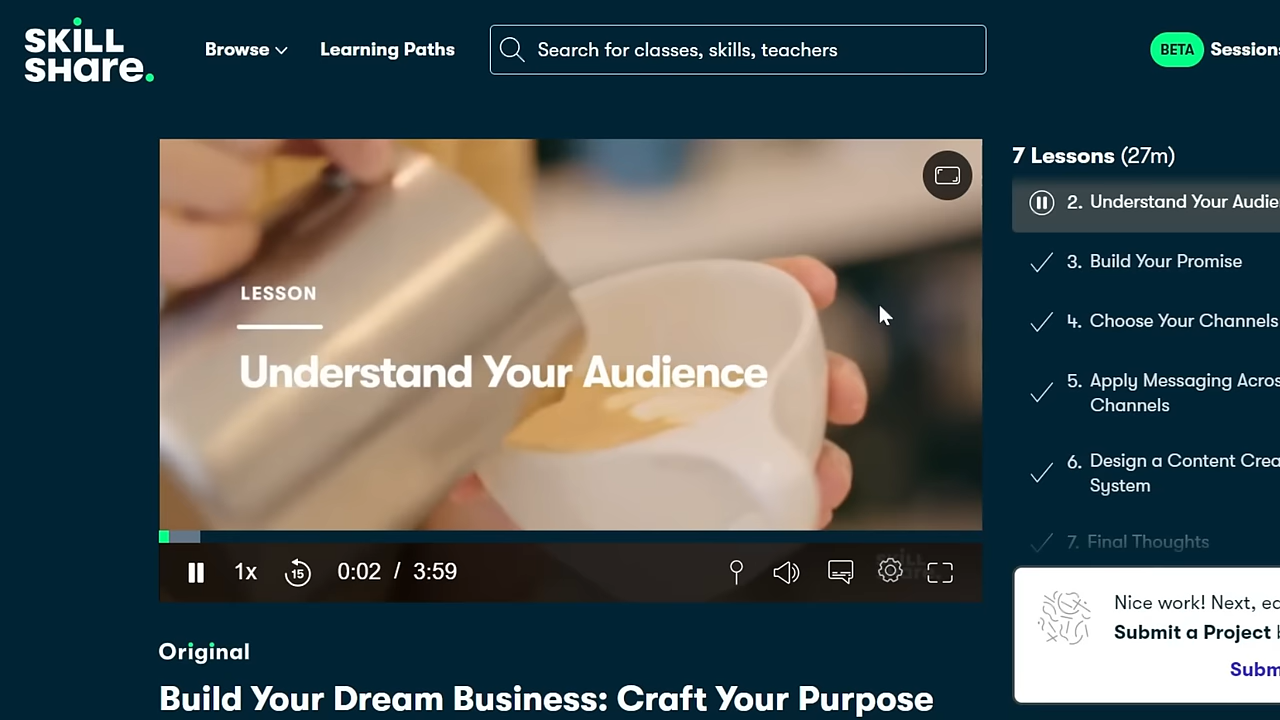 SKILL
SHare.
Browse
Learning Paths
Search for classes, skills, teachers
BETA
Sessions
7 Lessons (27m)
2. Understand Your Audie
3. Build Your Promise
4. Choose Your Channels
5. Apply Messaging Acros
Channels
6. Design a Content Crea
System
7. Final Thoughts
LESSON
Understand Your Audience
1x
15
0:02 / 3:59
Original
Build Your Dream Business: Craft Your Purpose
Nice work! Next, ea
Submit a Project
Subm